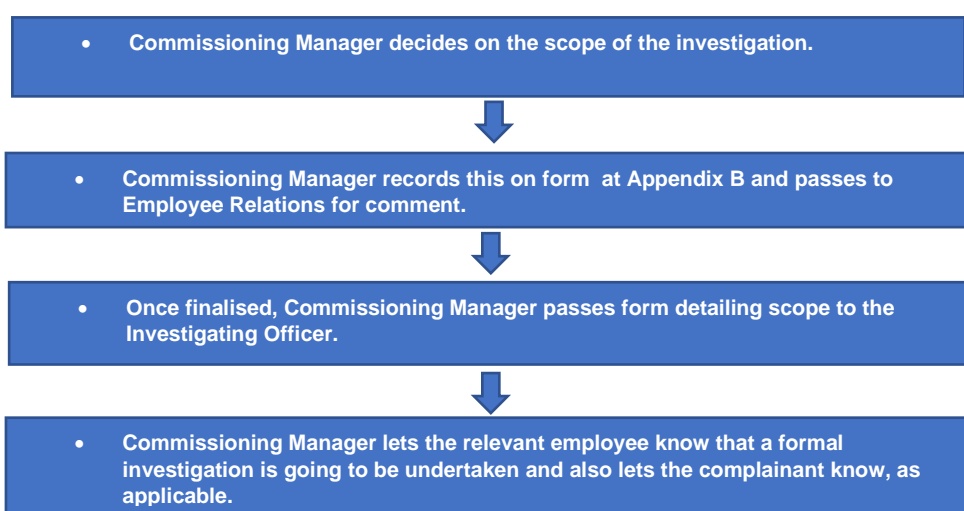 • Commissioning Manager decides on the scope of the investigation.
• Commissioning Manager records this on form at Appendix B and passes to
Employee Relations for comment.
• Once finalised, Commissioning Manager passes form detailing scope to the
Investigating Officer.
• Commissioning Manager lets the relevant employee know that a formal
investigation is going to be undertaken and also lets the complainant know, as
applicable.